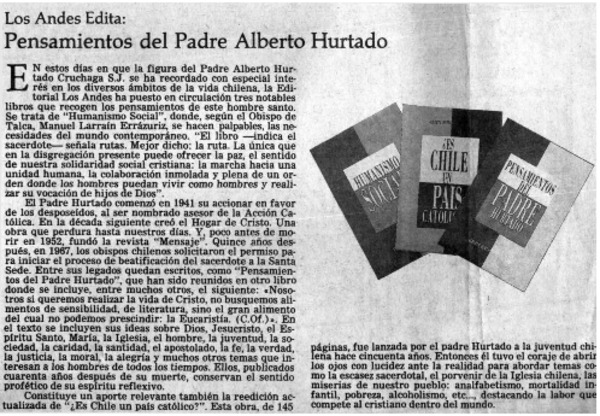 Los Andes Edita:
Pensamientos del Padre Alberto Hurtado
EN estos días en que la figura del Padre Alberto Hur-
tado Cruchaga S.J. se ha recordado con especial inte-
rés en los diversos ámbitos de la vida chilena, la Edi-
torial Los Andes ha puesto en circulación tres notables
libros que recogen los pensamientos de este hombre santo.
Se trata de "Humanismo Social", donde, según el Obispo de
Talca, Manuel Larraín Errázuriz, se hacen palpables, las ne-
cesidades del mundo contemporáneo. "El libro —indica el
sacerdote— señala rutas. Mejor dicho: la ruta. La única que
en la disgregación presente puede ofrecer la paz, el sentido
de nuestra solidaridad social cristiana: la marcha hacia una
unidad humana, la colaboración inmolada y plena de un or-
den donde los hombres puedan vivir como hombres y reali-
zar su vocación de hijos de Dios".
El Padre Hurtado comenzó en 1941 su accionar en favor
de los desposeídos, al ser nombrado asesor de la Acción Ca-
tólica. En la década siguiente creó el Hogar de Cristo. Una
obra que perdura hasta nuestros días. Y, poco antes de mo-
rir en 1952, fundó la revista "Mensaje". Quince años des-
pués, en 1967, los obispos chilenos solicitaron el permiso pa-
ra iniciar el proceso de beatificación del sacerdote a la Santa
Sede. Entre sus legados quedan escritos, como "Pensamien-
tos del Padre Hurtado", que han sido reunidos en otro libro
donde se incluye, entre muchos otros, el siguiente: «Noso-
tros si queremos realizar la vida de Cristo, no busquemos ali-
mentos de sensibilidad, de literatura, sino el gran alimento
del cual no podemos prescindir: la Eucaristía. (C.Of.)». En
el texto se incluyen sus ideas sobre Dios, Jesucristo, el Es-
píritu Santo, María, la Iglesia, el hombre, la juventud, la so-
ciedad, la caridad, la santidad, el apostolado, la fe, la verdad,
la justicia, la moral, la alegría y muchos otros temas que in-
teresan a hombres de todos los tiempos. Ellos, publicados
cuarenta años después de su muerte, conservan el sentido
profético de su espíritu reflexivo.
Constituye un aporte relevante también la reedición ac-
tualizada de "¿Es Chile un país católico?". Esta obra, de 145
HUMANISMO
SOCIAL
¿ES
CHILE
UN
PAÍS
CATOLICO
PENSAMIENTOS
DEL
PADRE
HURTADO
páginas, fue lanzada por el padre Hurtado a la juventud chi-
lena hace cincuenta años. Entonces él tuvo el coraje de abrir
los ojos con lucidez ante la realidad para abordar temas co-
mo la escasez sacerdotal, el porvenir de la Iglesia chilena, las
miserias de nuestro pueblo: analfabetismo, mortalidad in-
fantil, pobreza, alcoholismo, etc., destacando la labor que
compete al cristiano dentro del mundo.